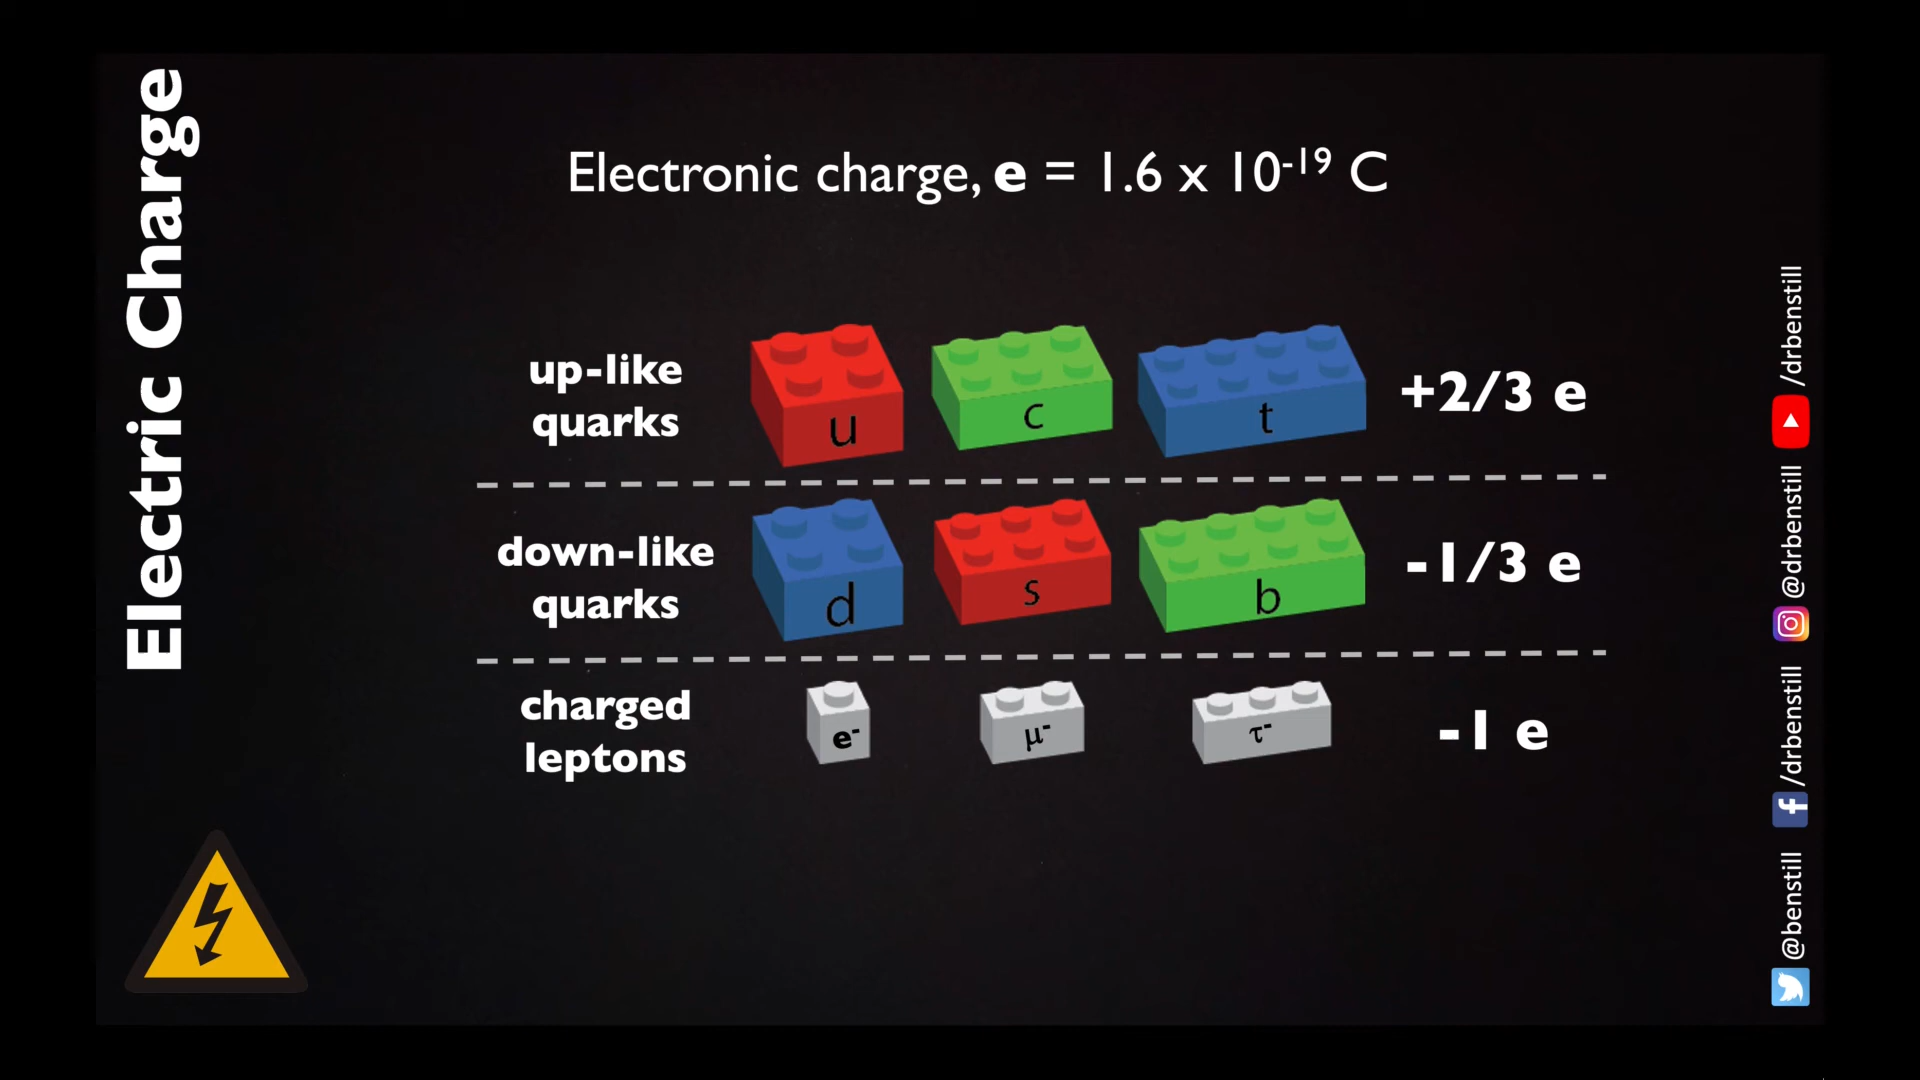 Electric Charge
Electronic charge, e = 1.6 x 10⁻¹⁹ C
up-like
quarks
u
c
t
+2/3 e
down-like
quarks
d
s
b
-1/3 e
charged
leptons
e⁻
μ⁻
τ⁻
-1 e
/drbenstill
@drbenstill
/drbenstill
@benstill